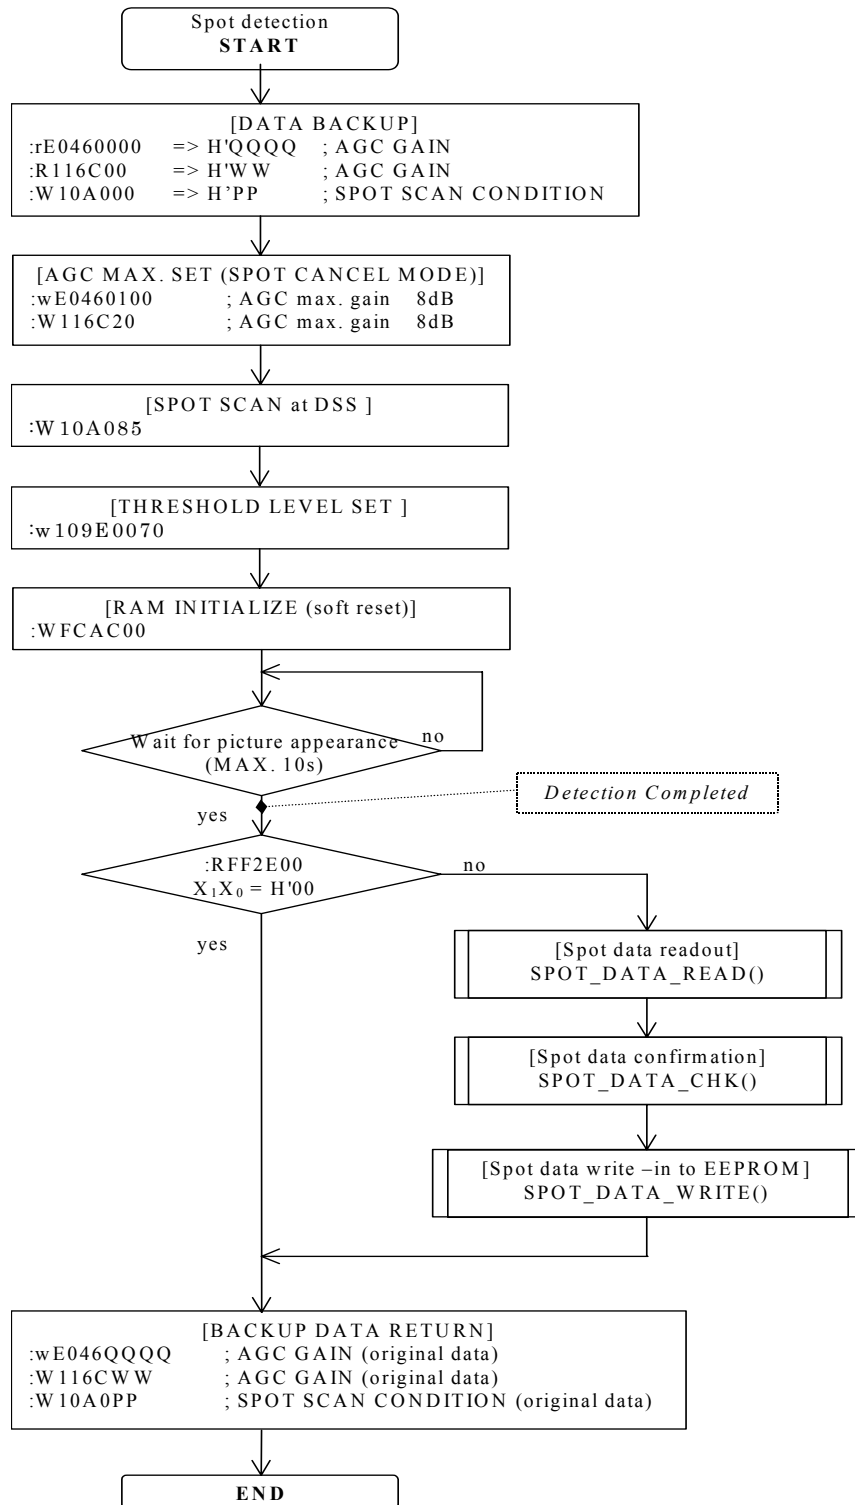 Spot detection
START
[DATA BACKUP]
:rE0460000 => H'QQQQ ; AGC GAIN
:R116C00 => H'WW ; AGC GAIN
:W10A000 => H’PP ; SPOT SCAN CONDITION
[AGC MAX. SET (SPOT CANCEL MODE)]
:wE0460100 ; AGC max. gain 8dB
:W116C20 ; AGC max. gain 8dB
[SPOT SCAN at DSS ]
:W10A085
[THRESHOLD LEVEL SET ]
:w109E0070
[RAM INITIALIZE (soft reset)]
:WFCAC00
Wait for picture appearance
(MAX. 10s)
no
Detection Completed
yes
:RFF2E00
X₁X₀ = H'00
no
yes
[Spot data readout]
SPOT_DATA_READ()
[Spot data confirmation]
SPOT_DATA_CHK()
[Spot data write –in to EEPROM]
SPOT_DATA_WRITE()
[BACKUP DATA RETURN]
:wE046QQQQ ; AGC GAIN (original data)
:W116CWW ; AGC GAIN (original data)
:W10A0PP ; SPOT SCAN CONDITION (original data)
END